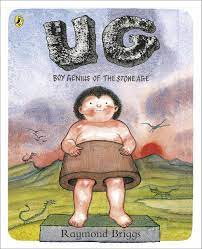 UG
BOY GENIUS OF THE STONE AGE
Raymond Briggs